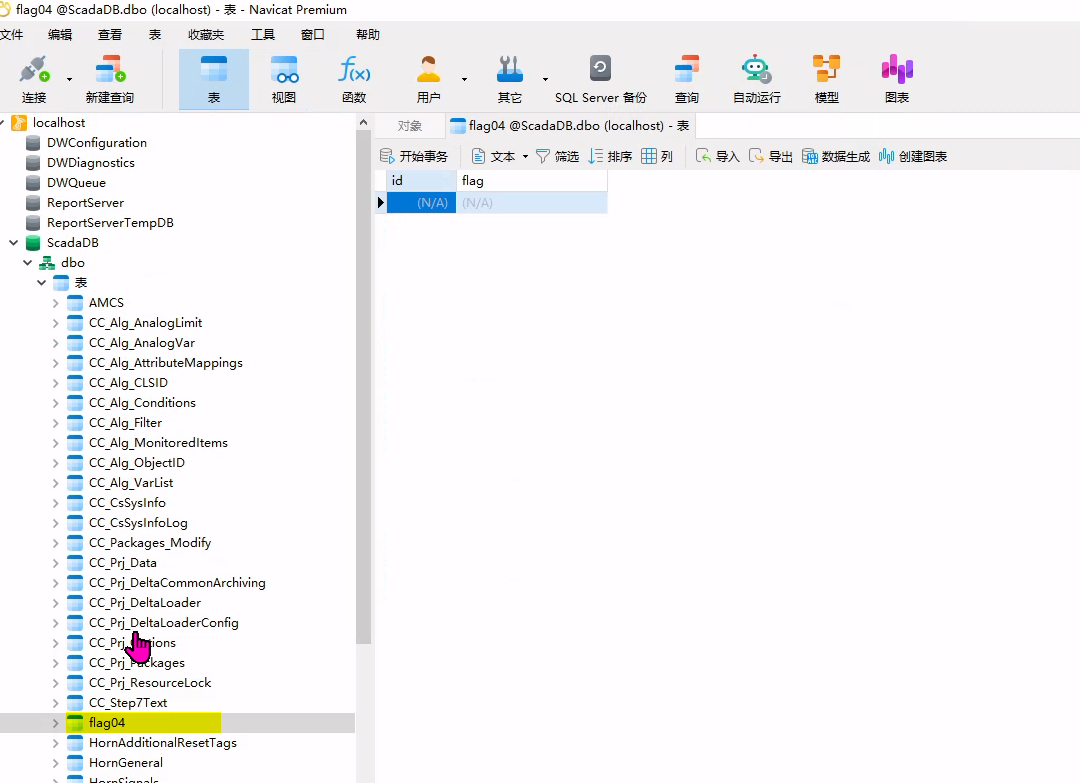 flag04 @ScadaDB.dbo (localhost) - 表 - Navicat Premium
文件 编辑 查看 表 收藏夹 工具 窗口 帮助
连接 新建查询 表 视图 函数 用户 其它 SQL Server 备份 查询 自动运行 模型 图表
localhost
DWConfiguration
DWDiagnostics
DWQueue
ReportServer
ReportServerTempDB
ScadaDB
dbo
表
AMCS
CC_Alg_AnalogLimit
CC_Alg_AnalogVar
CC_Alg_AttributeMappings
CC_Alg_CLSID
CC_Alg_Conditions
CC_Alg_Filter
CC_Alg_MonitoredItems
CC_Alg_ObjectID
CC_Alg_VarList
CC_CsSysInfo
CC_CsSysInfoLog
CC_Packages_Modify
CC_Prj_Data
CC_Prj_DeltaCommonArchiving
CC_Prj_DeltaLoader
CC_Prj_DeltaLoaderConfig
CC_Prj_Packages
CC_Prj_ResourceLock
CC_Step7Text
flag04
HornAdditionalResetTags
HornGeneral
HornSignals
对象 flag04 @ScadaDB.dbo (localhost) - 表
开始事务 文本 筛选 排序 列 导入 导出 数据生成 创建图表
id flag
(N/A) (N/A)